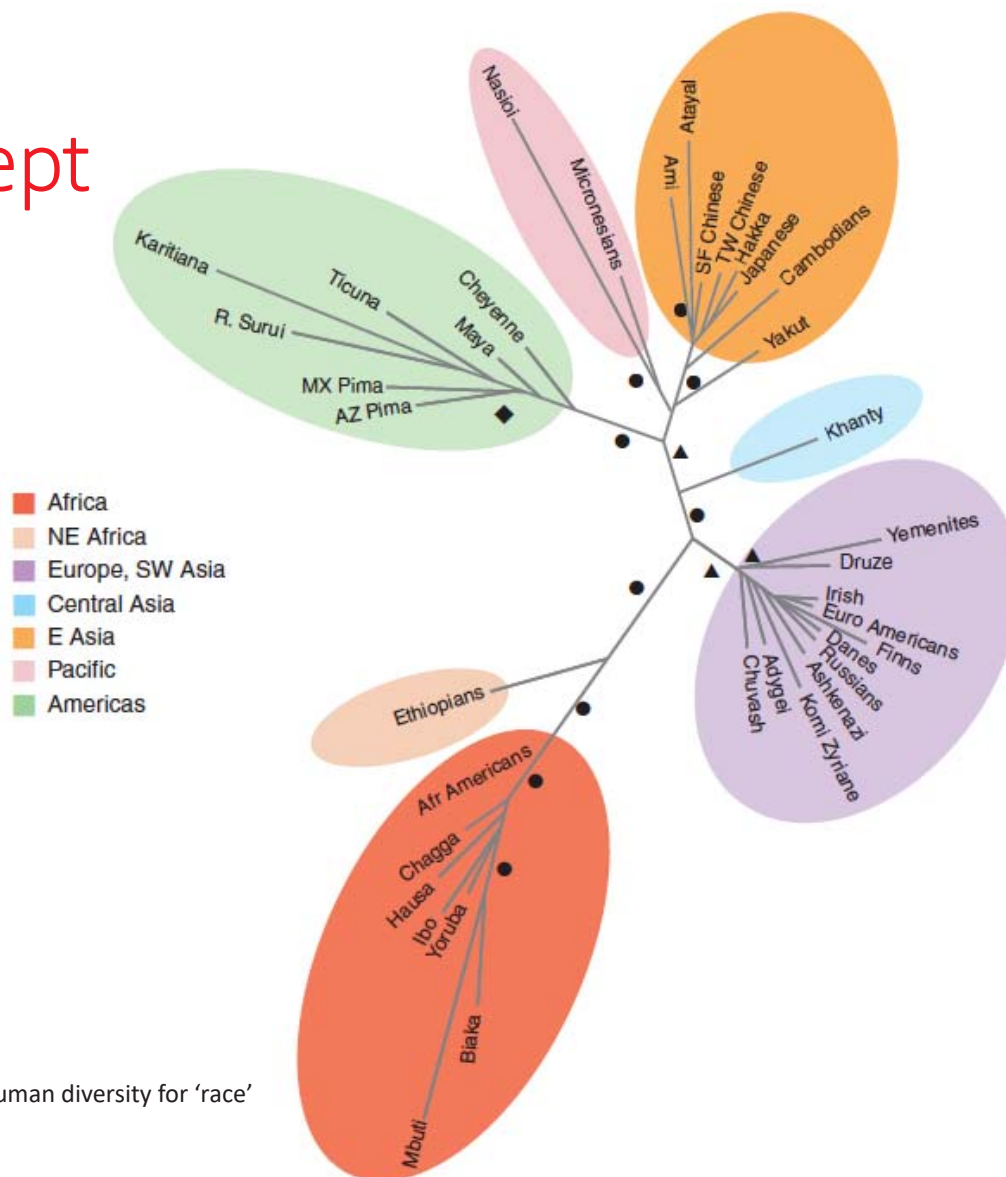 ept
Nasioi
Micronesians
Atayal
Ami
SF Chinese
TW Chinese
Hakka
Japanese
Cambodians
Yakut
Karitiana
Ticuna
Cheyenne
R. Surui
Maya
MX Pima
AZ Pima
Khanty
Africa
NE Africa
Europe, SW Asia
Central Asia
E Asia
Pacific
Americas
Yemenites
Druze
Irish
Euro Americans
Finns
Danes
Russians
Ashkenazi
Komi Zyriane
Adygei
Chuvash
Ethiopians
Afr Americans
Chagga
Hausa
Ibo
Yoruba
Biaka
Mbuti
uman diversity for ‘race’